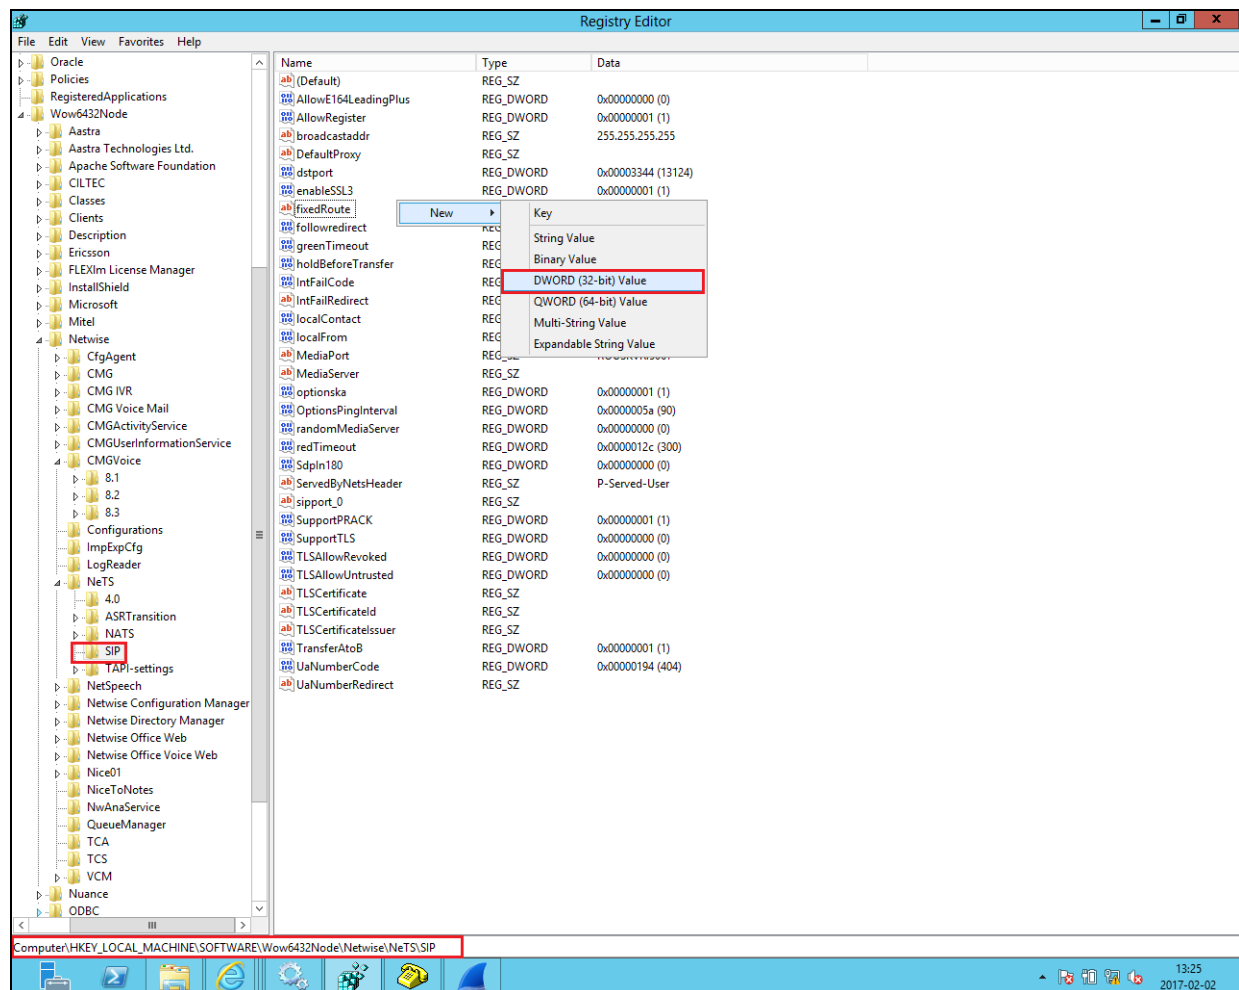 Registry Editor
File Edit View Favorites Help
Oracle
Policies
RegisteredApplications
Wow6432Node
Aastra
Aastra Technologies Ltd.
Apache Software Foundation
CILTEC
Classes
Clients
Description
Ericsson
FLEXlm License Manager
InstallShield
Microsoft
Mitel
Netwise
CfgAgent
CMG
CMG IVR
CMG Voice Mail
CMGActivityService
CMGUserInformationService
CMGVoice
8.1
8.2
8.3
Configurations
ImpExpCfg
LogReader
NeTS
4.0
ASRTransition
NATS
SIP
TAPI-settings
NetSpeech
Netwise Configuration Manager
Netwise Directory Manager
Netwise Office Web
Netwise Office Voice Web
Nice01
NiceToNotes
NwAnaService
QueueManager
TCA
TCS
VCM
Nuance
ODBC
Name Type Data
(Default) REG_SZ
AllowE164LeadingPlus REG_DWORD 0x00000000 (0)
AllowRegister REG_DWORD 0x00000001 (1)
broadcastaddr REG_SZ 255.255.255.255
DefaultProxy REG_SZ
dstport REG_DWORD 0x00003344 (13124)
enableSSL3 REG_DWORD 0x00000001 (1)
fixedRoute
followredirect REG
greenTimeout REG
holdBeforeTransfer REG
IntFailCode REG
IntFailRedirect REG
localContact REG
localFrom REG
MediaPort REG_SZ
MediaServer REG_SZ
optionska REG_DWORD 0x00000001 (1)
OptionsPingInterval REG_DWORD 0x0000005a (90)
randomMediaServer REG_DWORD 0x00000000 (0)
redTimeout REG_DWORD 0x0000012c (300)
SdpIn180 REG_DWORD 0x00000000 (0)
ServedByNetsHeader REG_SZ P-Served-User
sipport_0 REG_SZ
SupportPRACK REG_DWORD 0x00000001 (1)
SupportTLS REG_DWORD 0x00000000 (0)
TLSAllowRevoked REG_DWORD 0x00000000 (0)
TLSAllowUntrusted REG_DWORD 0x00000000 (0)
TLSCertificate REG_SZ
TLSCertificateId REG_SZ
TLSCertificateIssuer REG_SZ
TransferAtoB REG_DWORD 0x00000001 (1)
UaNumberCode REG_DWORD 0x00000194 (404)
UaNumberRedirect REG_SZ
New
Key
String Value
Binary Value
DWORD (32-bit) Value
QWORD (64-bit) Value
Multi-String Value
Expandable String Value
Computer\HKEY_LOCAL_MACHINE\SOFTWARE\Wow6432Node\Netwise\NeTS\SIP
13:25
2017-02-02